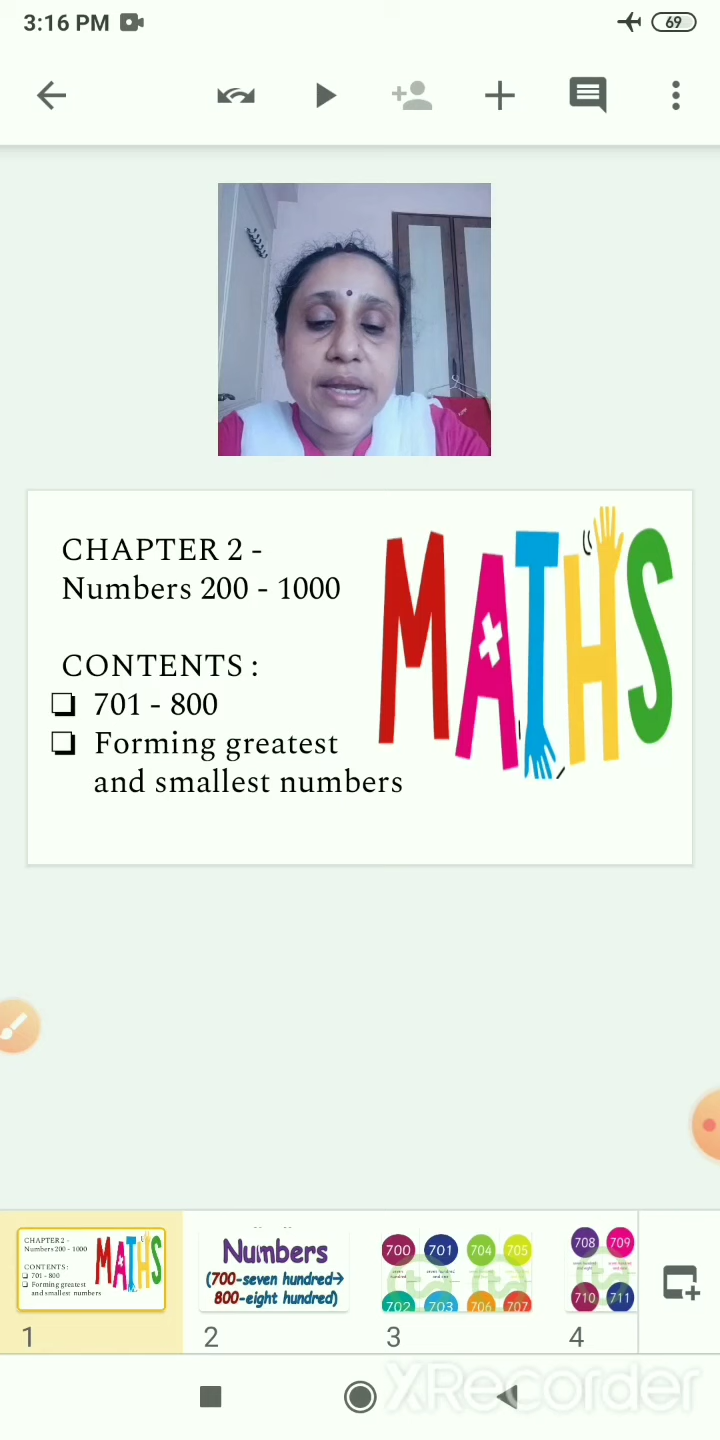 3:16 PM
69
CHAPTER 2 -
Numbers 200 - 1000
CONTENTS :
701 - 800
Forming greatest
and smallest numbers
MATHS
CHAPTER 2 -
Numbers 200 - 1000
CONTENTS :
701 - 800
Forming greatest
and smallest numbers
MATHS
Numbers
(700-seven hundred→
800-eight hundred)
700 701 704 705
702 703 706 707
708 709
710 711
1 2 3 4
XRecorder